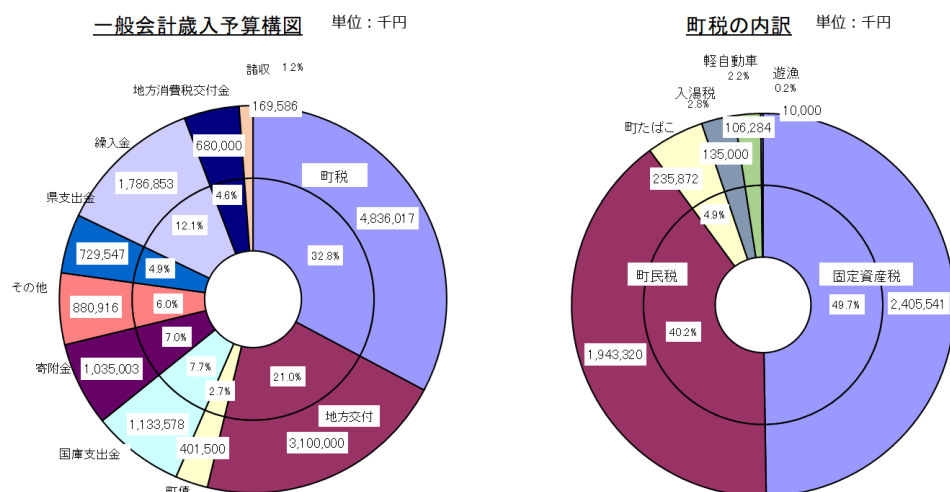 一般会計歳入予算構図 単位：千円
諸収 1.2%
169,586
地方消費税交付金
680,000
4.6%
繰入金
1,786,853
12.1%
県支出金
729,547
4.9%
その他
880,916
6.0%
寄附金
1,035,003
7.0%
国庫支出金
1,133,578
7.7%
町債
401,500
2.7%
地方交付
3,100,000
21.0%
町税
4,836,017
32.8%
町税の内訳 単位：千円
遊漁
0.2%
10,000
軽自動車
2.2%
106,284
入湯税
2.8%
135,000
町たばこ
235,872
4.9%
町民税
40.2%
1,943,320
固定資産税
49.7%
2,405,541